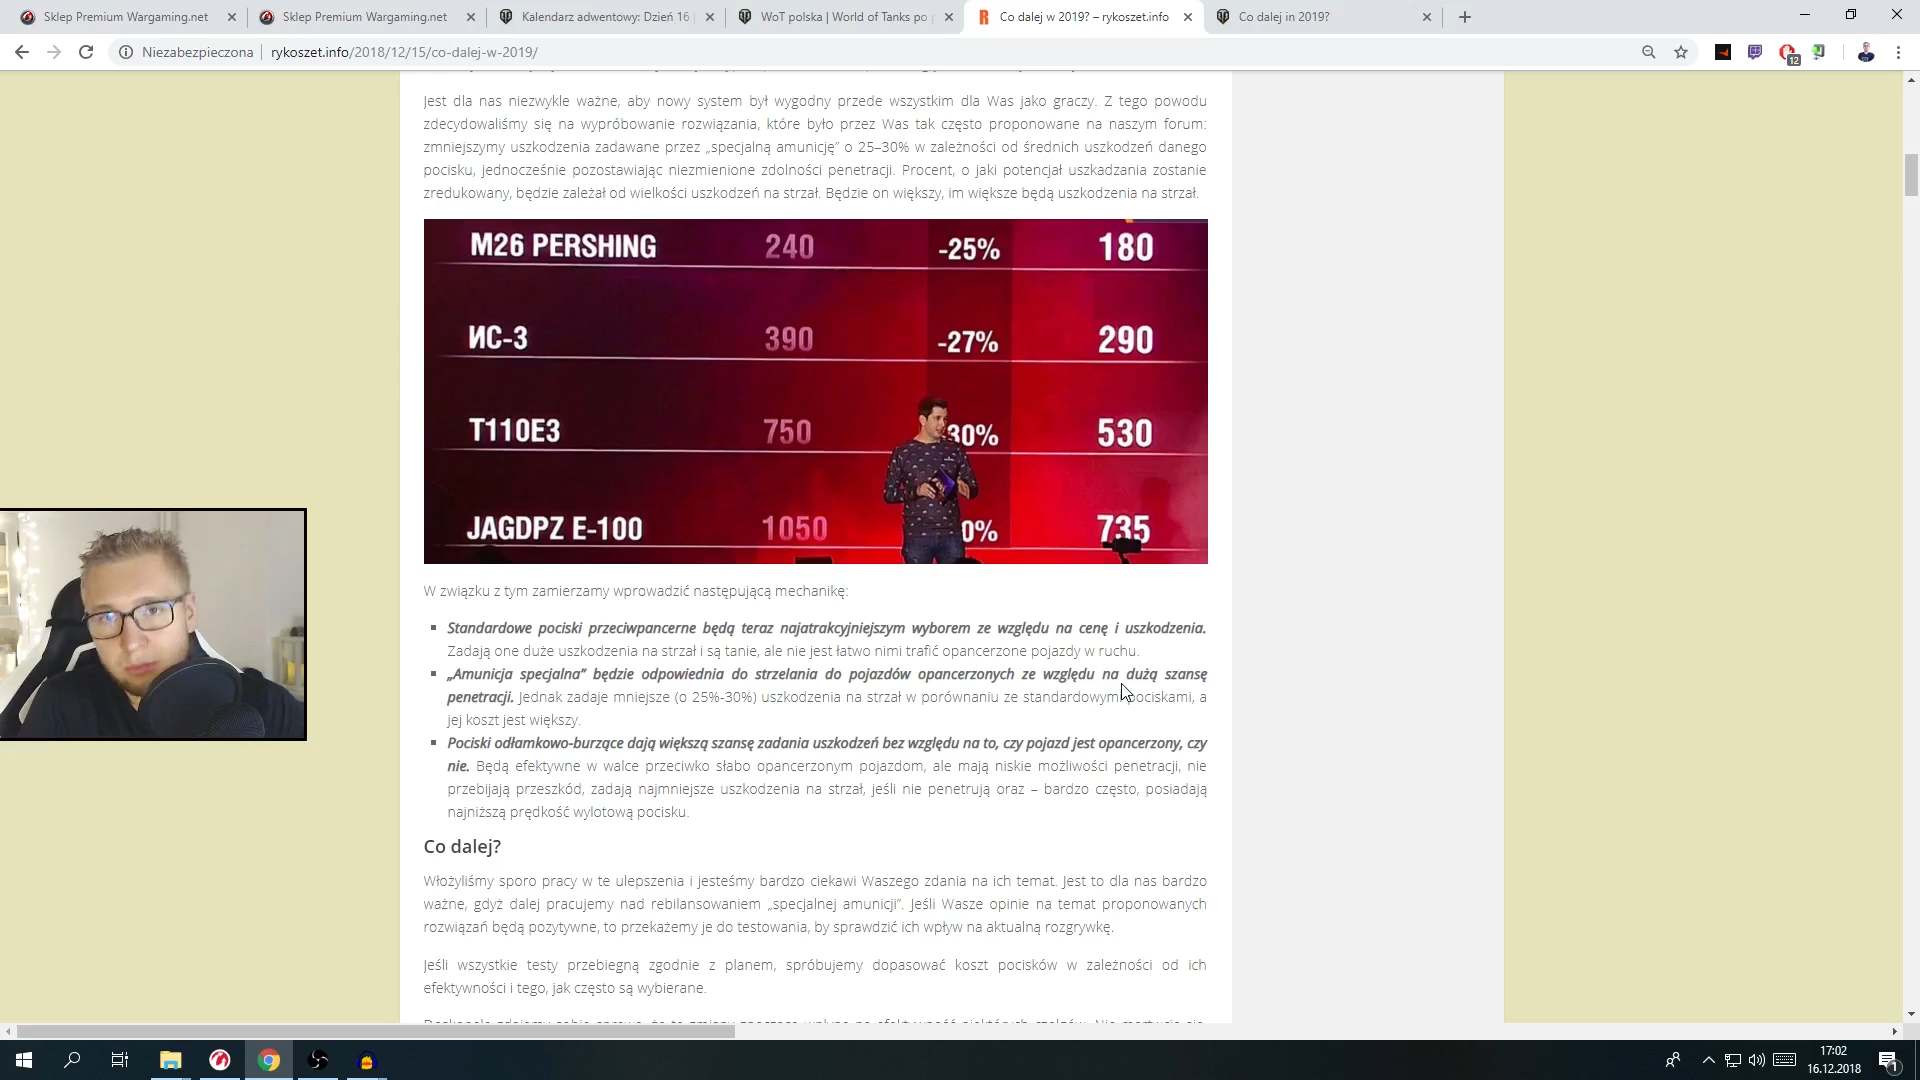 Sklep Premium Wargaming.net
Sklep Premium Wargaming.net
Kalendarz adwentowy: Dzień 16
WoT polska | World of Tanks po
Co dalej w 2019? – rykoszet.info
Co dalej in 2019?
Niezabezpieczona
rykoszet.info/2018/12/15/co-dalej-w-2019/
12
Jest dla nas niezwykle ważne, aby nowy system był wygodny przede wszystkim dla Was jako graczy. Z tego powodu
zdecydowaliśmy się na wypróbowanie rozwiązania, które było przez Was tak często proponowane na naszym forum:
zmniejszymy uszkodzenia zadawane przez „specjalną amunicję” o 25–30% w zależności od średnich uszkodzeń danego
pocisku, jednocześnie pozostawiając niezmienione zdolności penetracji. Procent, o jaki potencjał uszkadzania zostanie
zredukowany, będzie zależał od wielkości uszkodzeń na strzał. Będzie on większy, im większe będą uszkodzenia na strzał.
M26 PERSHING 240 -25% 180
ИС-3 390 -27% 290
T110E3 750 30% 530
JAGDPZ E-100 1050 0% 735
W związku z tym zamierzamy wprowadzić następującą mechanikę:
Standardowe pociski przeciwpancerne będą teraz najatrakcyjniejszym wyborem ze względu na cenę i uszkodzenia.
Zadają one duże uszkodzenia na strzał i są tanie, ale nie jest łatwo nimi trafić opancerzone pojazdy w ruchu.
„Amunicja specjalna” będzie odpowiednia do strzelania do pojazdów opancerzonych ze względu na dużą szansę
penetracji. Jednak zadaje mniejsze (o 25%-30%) uszkodzenia na strzał w porównaniu ze standardowym pociskami, a
jej koszt jest większy.
Pociski odłamkowo-burzące dają większą szansę zadania uszkodzeń bez względu na to, czy pojazd jest opancerzony, czy
nie. Będą efektywne w walce przeciwko słabo opancerzonym pojazdom, ale mają niskie możliwości penetracji, nie
przebijają przeszkód, zadają najmniejsze uszkodzenia na strzał, jeśli nie penetrują oraz – bardzo często, posiadają
najniższą prędkość wylotową pocisku.
Co dalej?
Włożyliśmy sporo pracy w te ulepszenia i jesteśmy bardzo ciekawi Waszego zdania na ich temat. Jest to dla nas bardzo
ważne, gdyż dalej pracujemy nad rebilansowaniem „specjalnej amunicji”. Jeśli Wasze opinie na temat proponowanych
rozwiązań będą pozytywne, to przekażemy je do testowania, by sprawdzić ich wpływ na aktualną rozgrywkę.
Jeśli wszystkie testy przebiegną zgodnie z planem, spróbujemy dopasować koszt pocisków w zależności od ich
efektywności i tego, jak często są wybierane.
17:02
16.12.2018
1